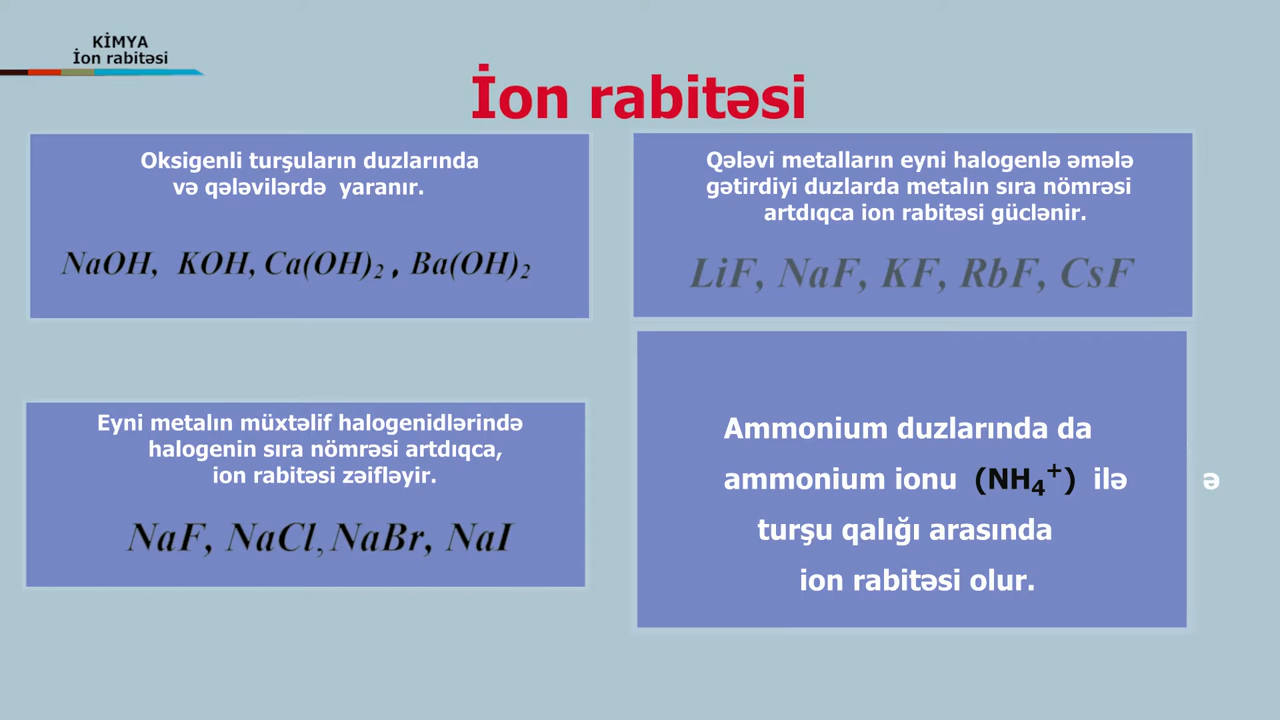 KİMYA
İon rabitəsi
İon rabitəsi
Oksigenli turşuların duzlarında
və qələvilərdə yaranır.
NaOH, KOH, Ca(OH)₂ , Ba(OH)₂
Qələvi metalların eyni halogenlə əmələ
gətirdiyi duzlarda metalın sıra nömrəsi
artdıqca ion rabitəsi güclənir.
LiF, NaF, KF, RbF, CsF
Eyni metalın müxtəlif halogenidlərində
halogenin sıra nömrəsi artdıqca,
ion rabitəsi zəifləyir.
NaF, NaCl, NaBr, NaI
Ammonium duzlarında da
ammonium ionu (NH₄⁺) ilə ə
turşu qalığı arasında
ion rabitəsi olur.